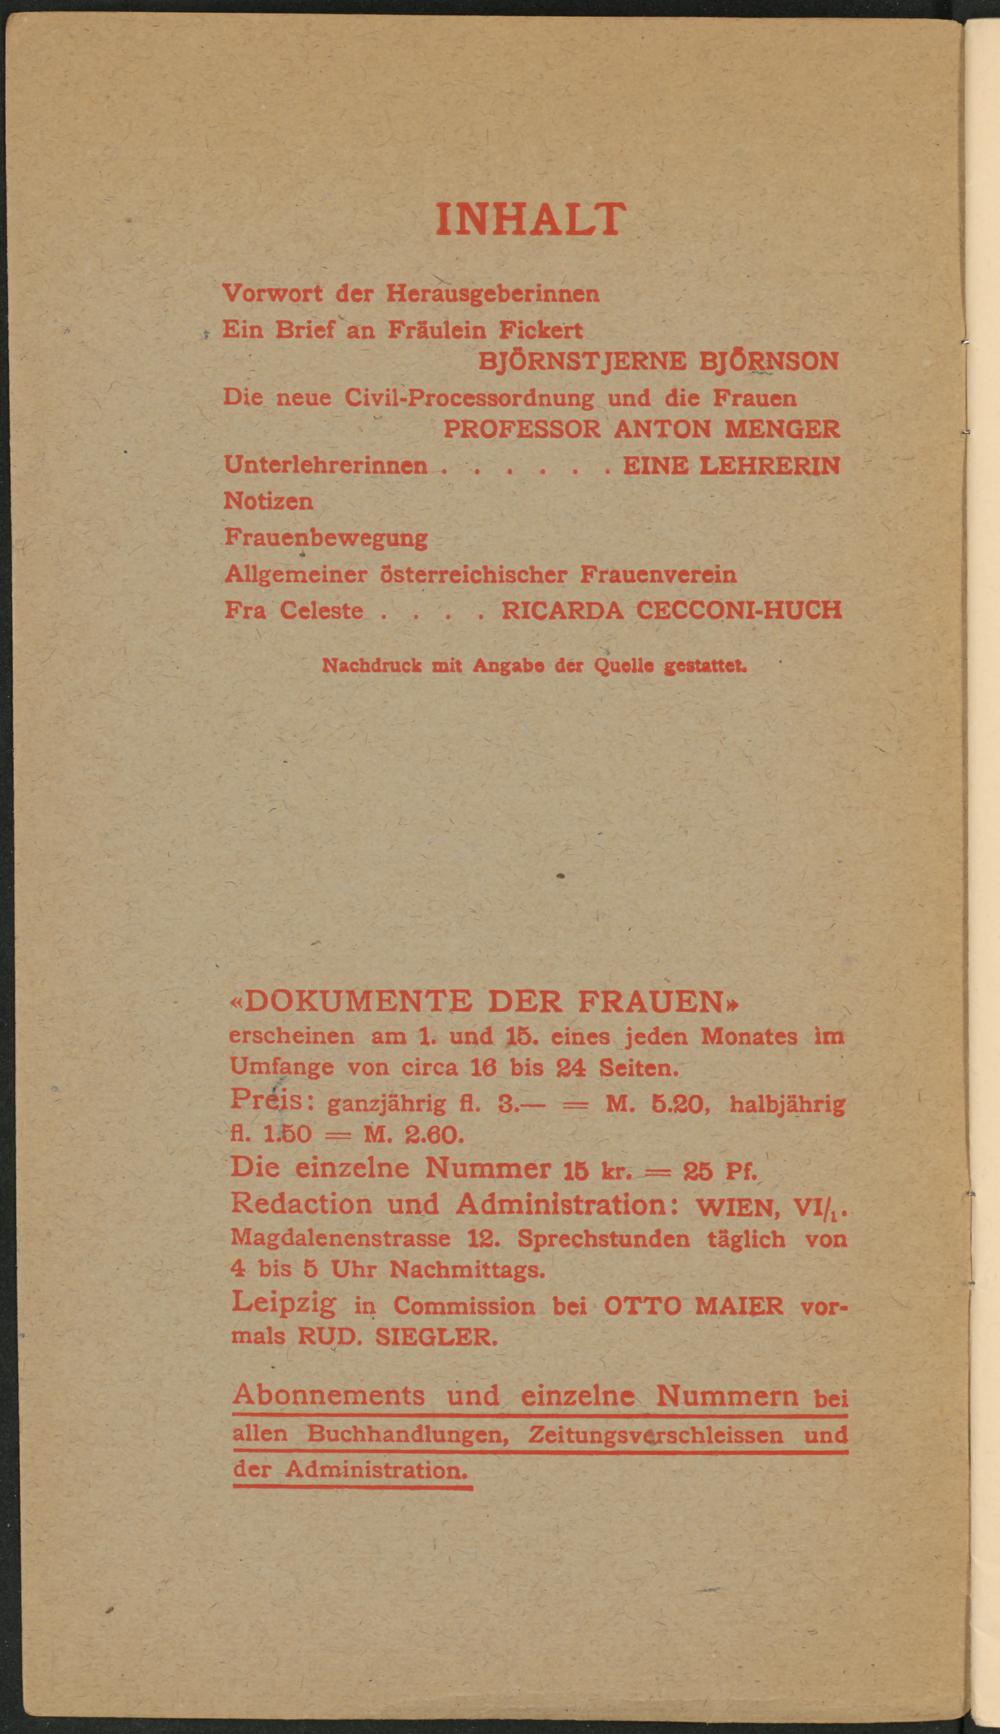 INHALT
Vorwort der Herausgeberinnen
Ein Brief an Fräulein Fickert
BJÖRNSTJERNE BJÖRNSON
Die neue Civil-Processordnung und die Frauen
PROFESSOR ANTON MENGER
Unterlehrerinnen . . . . . . EINE LEHRERIN
Notizen
Frauenbewegung
Allgemeiner österreichischer Frauenverein
Fra Celeste . . . . RICARDA CECCONI-HUCH
Nachdruck mit Angabe der Quelle gestattet.
«DOKUMENTE DER FRAUEN»
erscheinen am 1. und 15. eines jeden Monates im
Umfange von circa 16 bis 24 Seiten.
Preis: ganzjährig fl. 3.— = M. 5.20, halbjährig
fl. 1.50 = M. 2.60.
Die einzelne Nummer 15 kr. = 25 Pf.
Redaction und Administration: WIEN, VI/1.
Magdalenenstrasse 12. Sprechstunden täglich von
4 bis 5 Uhr Nachmittags.
Leipzig in Commission bei OTTO MAIER vor-
mals RUD. SIEGLER.
Abonnements und einzelne Nummern bei
allen Buchhandlungen, Zeitungsverschleissen und
der Administration.